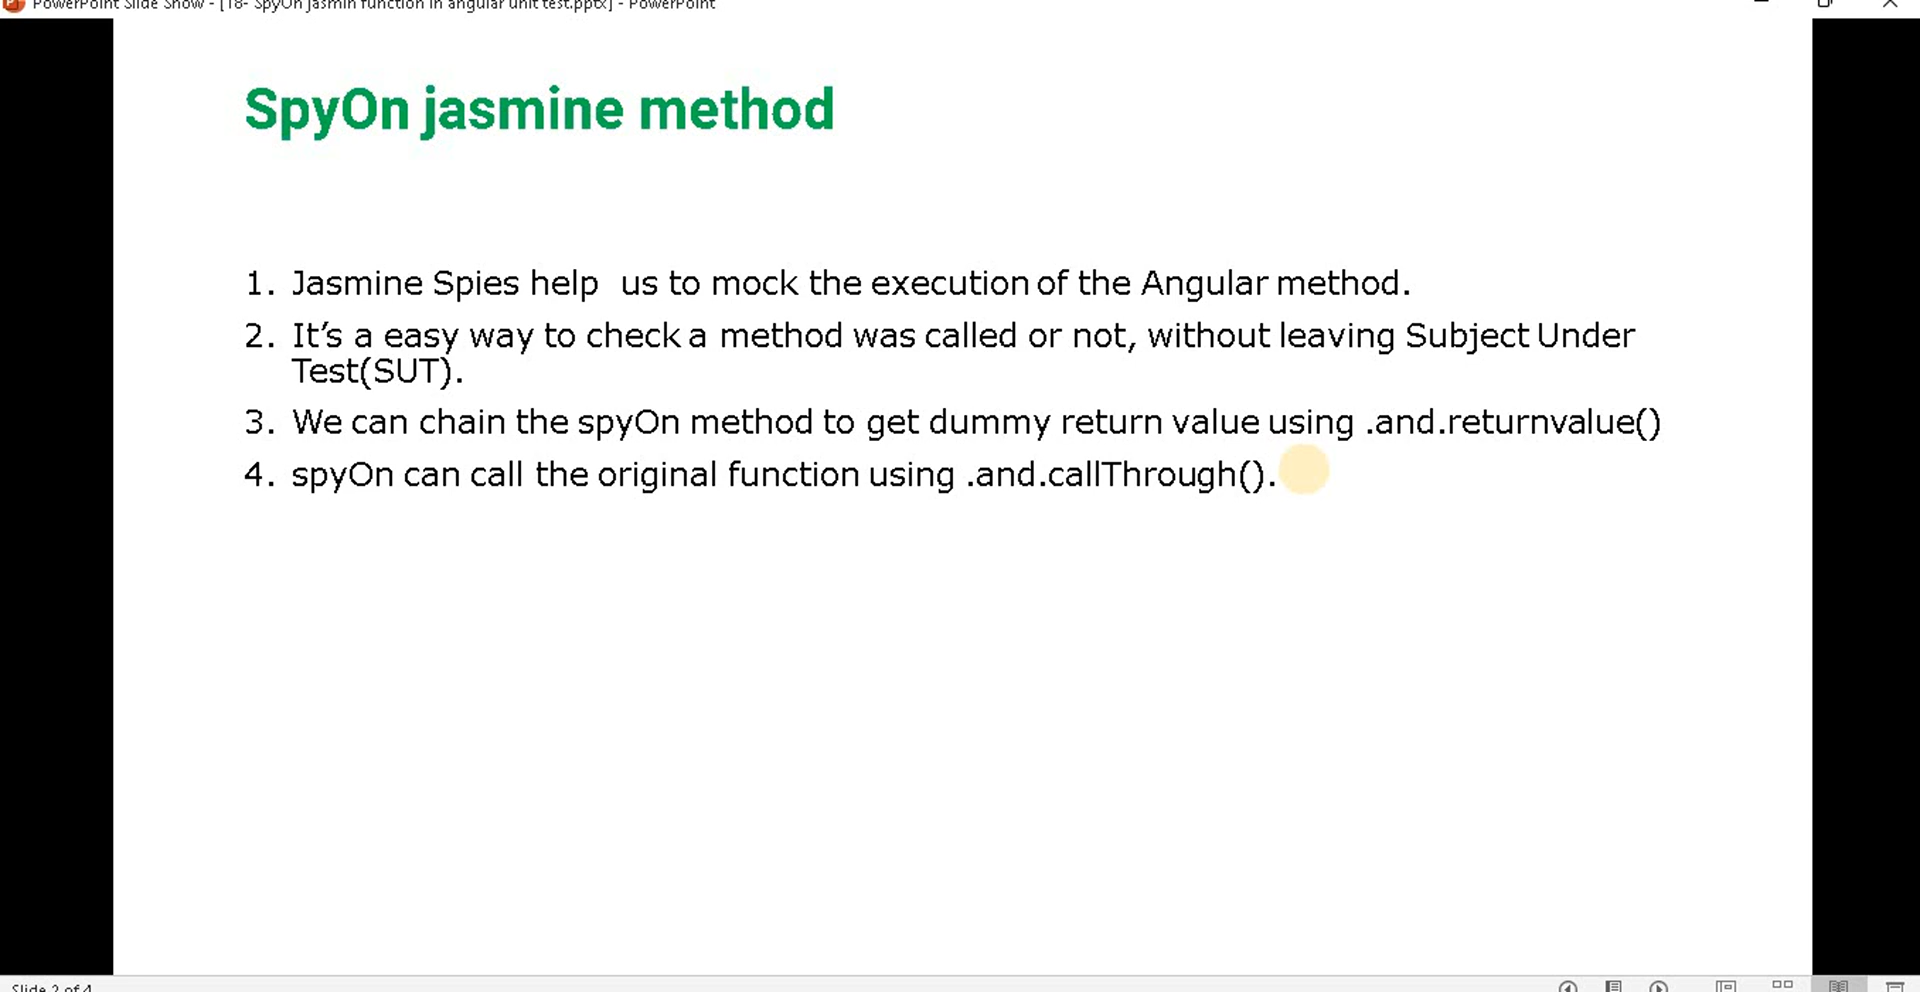 PowerPoint Slide Show - [18- SpyOn jasmin function in angular unit test.pptx] - PowerPoint
SpyOn jasmine method
1. Jasmine Spies help us to mock the execution of the Angular method.
2. It’s a easy way to check a method was called or not, without leaving Subject Under
Test(SUT).
3. We can chain the spyOn method to get dummy return value using .and.returnvalue()
4. spyOn can call the original function using .and.callThrough().
Slide 2 of 4